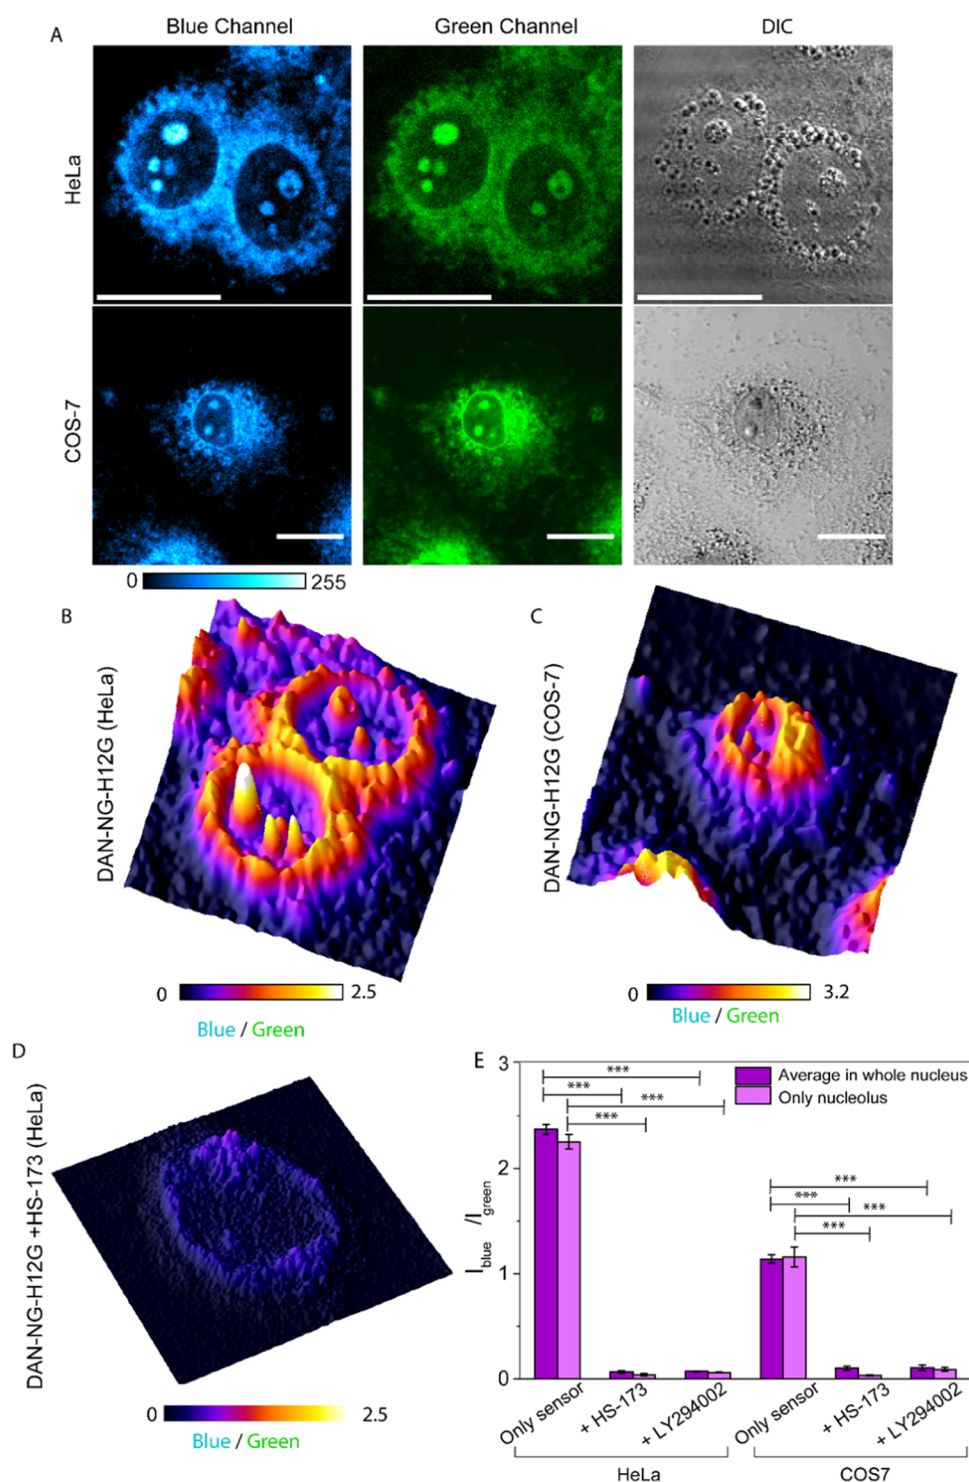 A
Blue Channel
Green Channel
DIC
HeLa
COS-7
0
255
B
C
DAN-NG-H12G (HeLa)
DAN-NG-H12G (COS-7)
0
2.5
Blue / Green
0
3.2
Blue / Green
D
DAN-NG-H12G +HS-173 (HeLa)
0
2.5
Blue / Green
E
3
2
1
0
Iblue /Igreen
***
***
***
***
Average in whole nucleus
Only nucleolus
***
***
***
***
Only sensor
+ HS-173
+ LY294002
Only sensor
+ HS-173
+ LY294002
HeLa
COS7